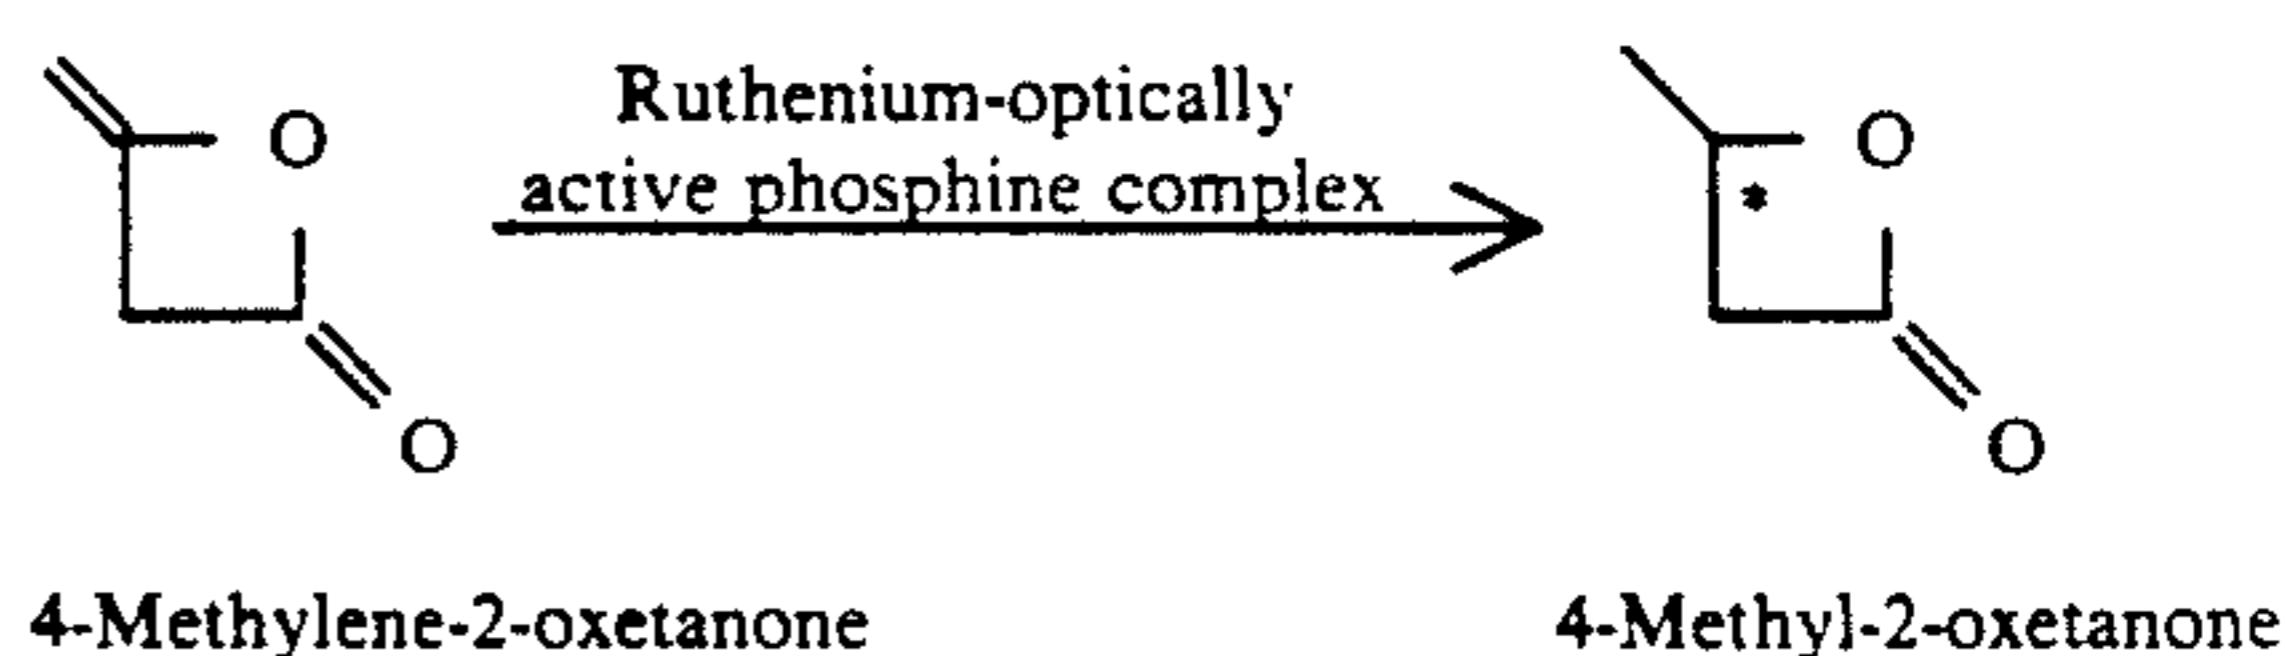 Ruthenium-optically
active phosphine complex
O
O
*
O
O
4-Methylene-2-oxetanone
4-Methyl-2-oxetanone